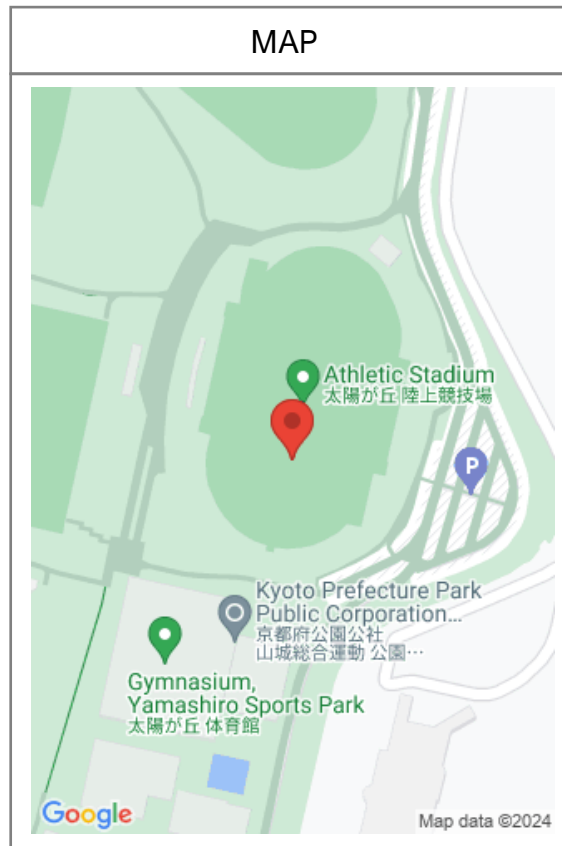 MAP
Athletic Stadium
太陽が丘 陸上競技場
P
Kyoto Prefecture Park
Public Corporation...
京都府公園公社
山城総合運動 公園…
Gymnasium,
Yamashiro Sports Park
太陽が丘 体育館
Google
Map data ©2024